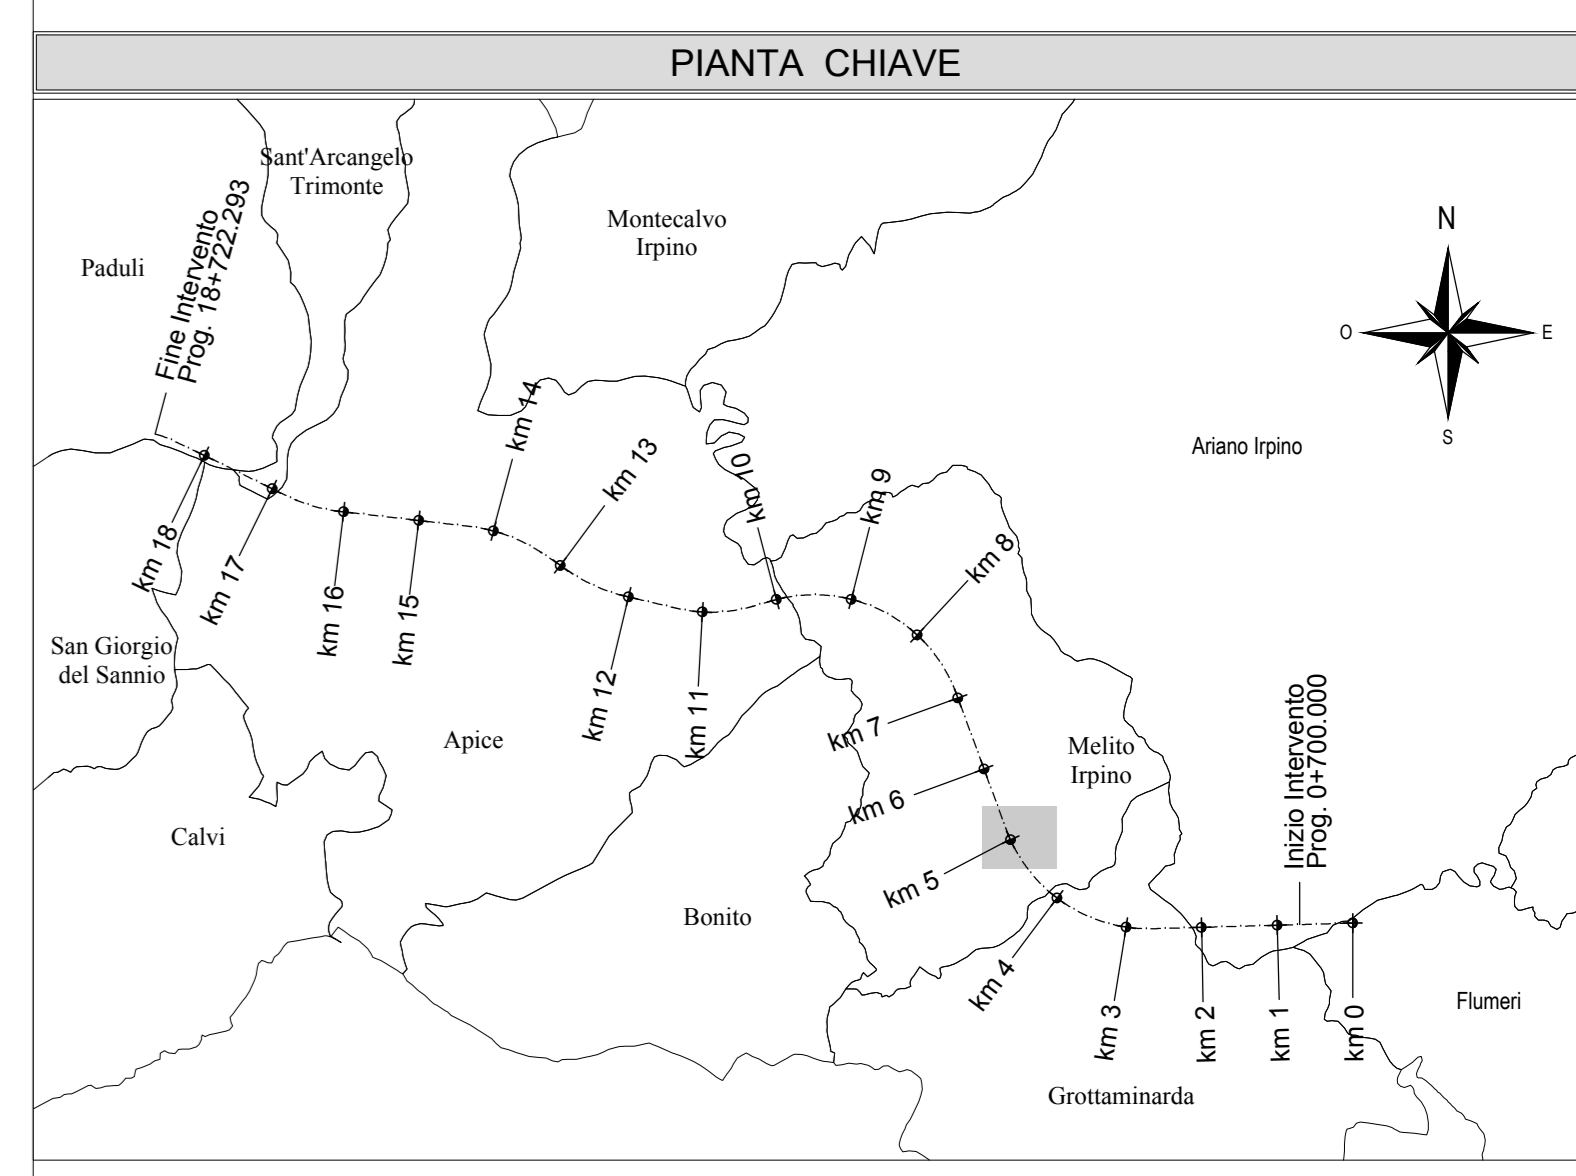 PIANTA CHIAVE
Sant'Arcangelo
Trimonte
Montecalvo
Irpino
Paduli
Fine Intervento
Prog. 18+722.293
N
O
E
S
Ariano Irpino
km 18
km 17
km 16
km 15
km 14
km 13
km 12
km 11
km 10
km 9
km 8
km 7
km 6
km 5
km 4
km 3
km 2
km 1
km 0
San Giorgio
del Sannio
Apice
Melito
Irpino
Inizio Intervento
Prog. 0+700.000
Calvi
Bonito
Flumeri
Grottaminarda